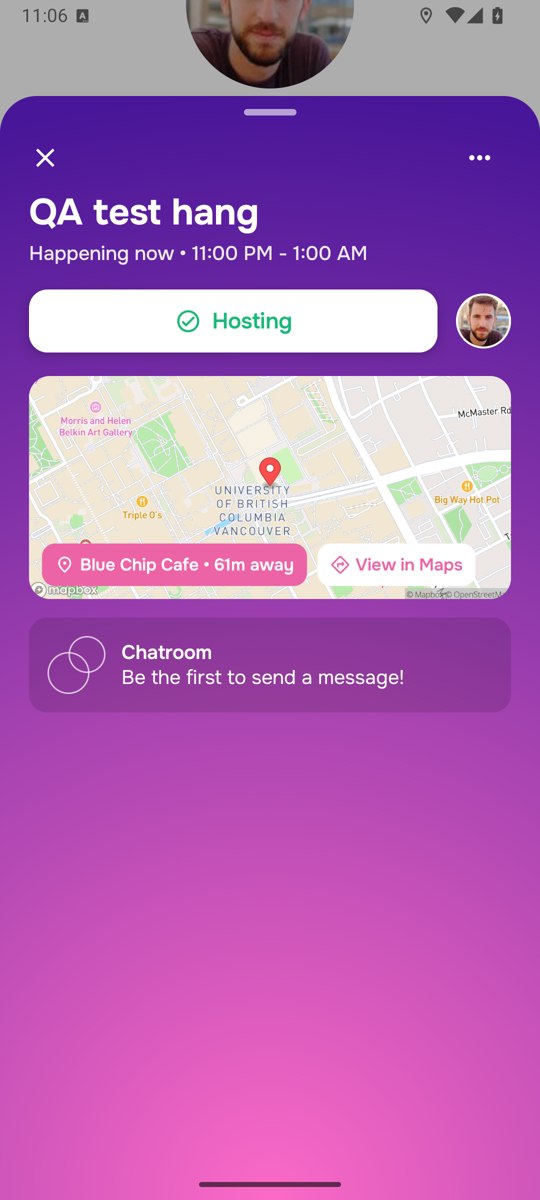 11:06 A
QA test hang
Happening now • 11:00 PM - 1:00 AM
Hosting
Morris and Helen
Belkin Art Gallery
McMaster Rd
UNIVERSITY
OF BRITISH
COLUMBIA
VANCOUVER
Triple O's
Big Way Hot Pot
Blue Chip Cafe • 61m away
View in Maps
mapbox
© Mapbox © OpenStreetMa
Chatroom
Be the first to send a message!